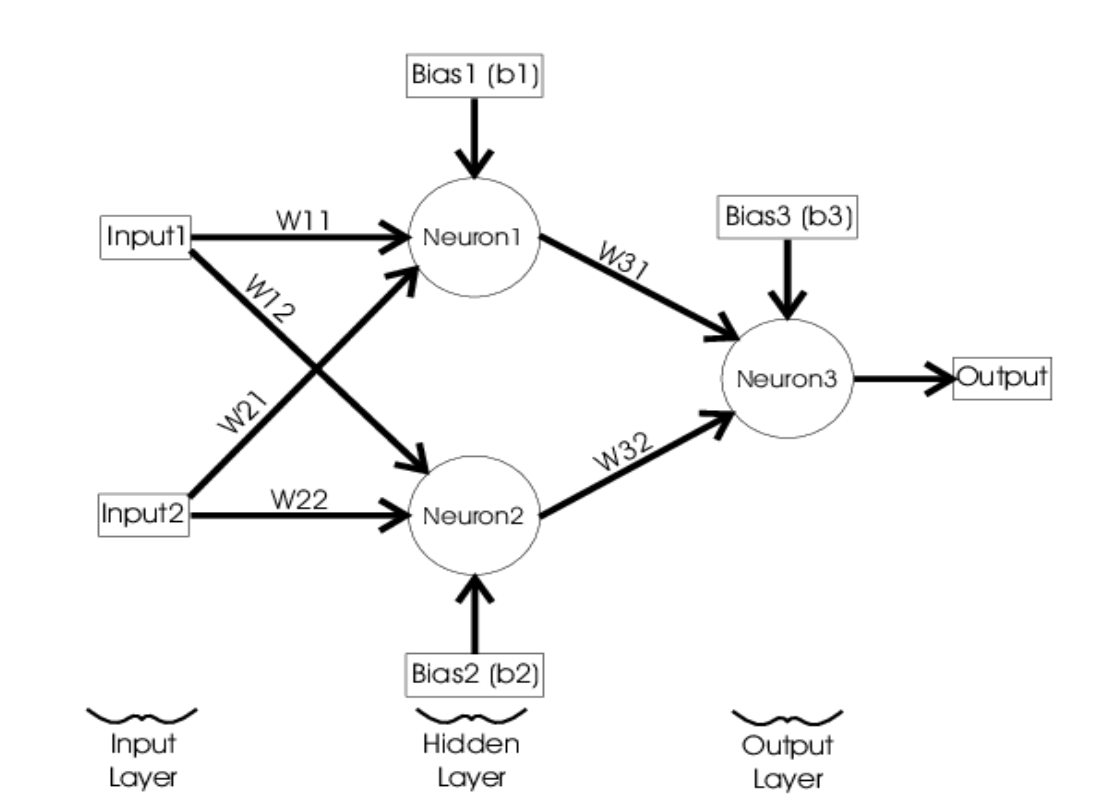 Bias1 (b1)
Input1
W11
Neuron1
Bias3 (b3)
W31
W12
Neuron3
Output
W21
W32
Input2
W22
Neuron2
Bias2 (b2)
Input
Layer
Hidden
Layer
Output
Layer